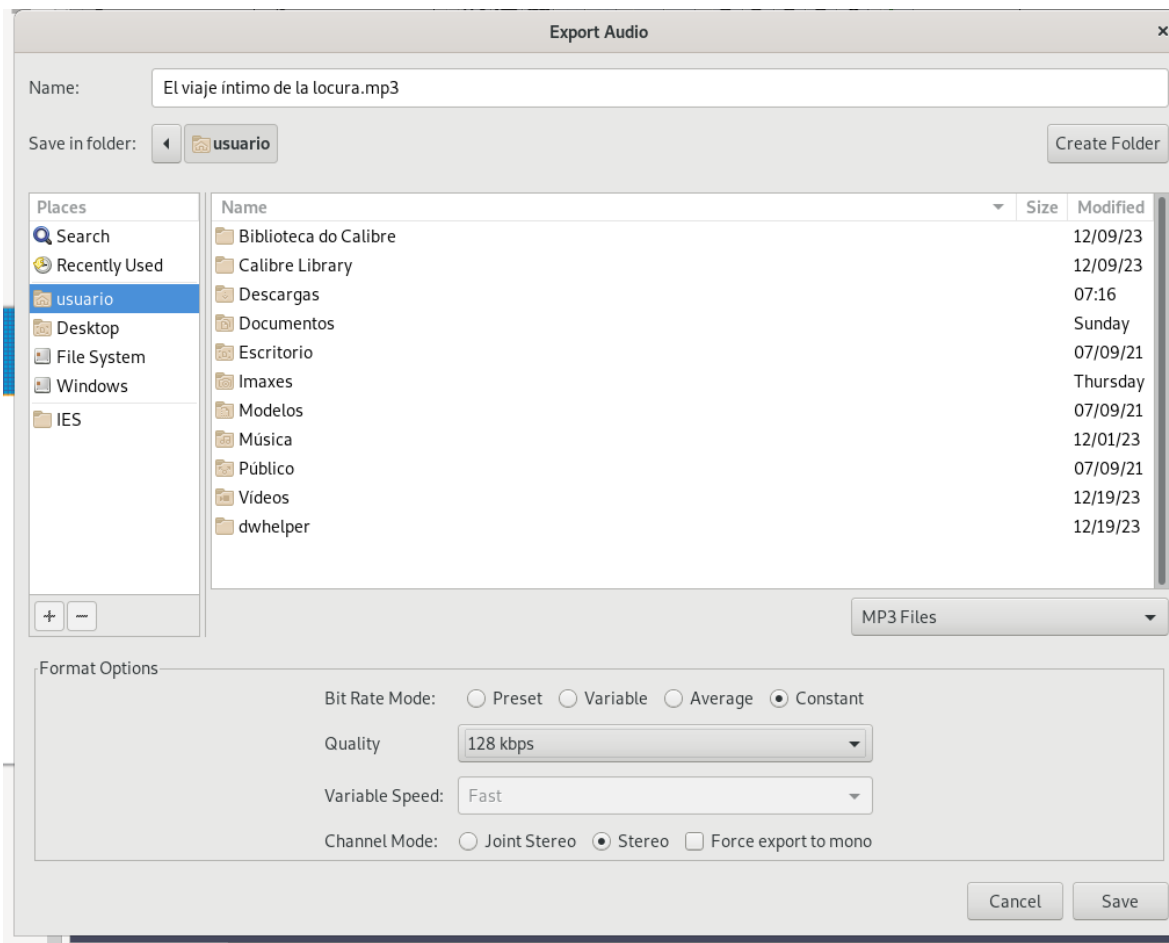 Export Audio ×
Name: El viaje íntimo de la locura.mp3
Save in folder: usuario Create Folder
Places
Search
Recently Used
usuario
Desktop
File System
Windows
IES
Name Size Modified
Biblioteca do Calibre 12/09/23
Calibre Library 12/09/23
Descargas 07:16
Documentos Sunday
Escritorio 07/09/21
Imaxes Thursday
Modelos 07/09/21
Música 12/01/23
Público 07/09/21
Vídeos 12/19/23
dwhelper 12/19/23
MP3 Files
Format Options
Bit Rate Mode: Preset Variable Average Constant
Quality 128 kbps
Variable Speed: Fast
Channel Mode: Joint Stereo Stereo Force export to mono
Cancel Save